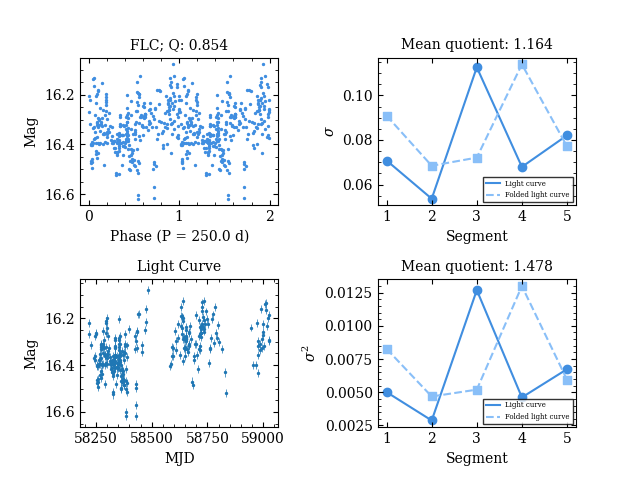 FLC; Q: 0.854
Mag
16.2
16.4
16.6
0 1 2
Phase (P = 250.0 d)
Mean quotient: 1.164
σ
0.10
0.08
0.06
Light curve
Folded light curve
1 2 3 4 5
Segment
Light Curve
Mag
16.2
16.4
16.6
58250 58500 58750 59000
MJD
Mean quotient: 1.478
σ²
0.0125
0.0100
0.0075
0.0050
0.0025
Light curve
Folded light curve
1 2 3 4 5
Segment